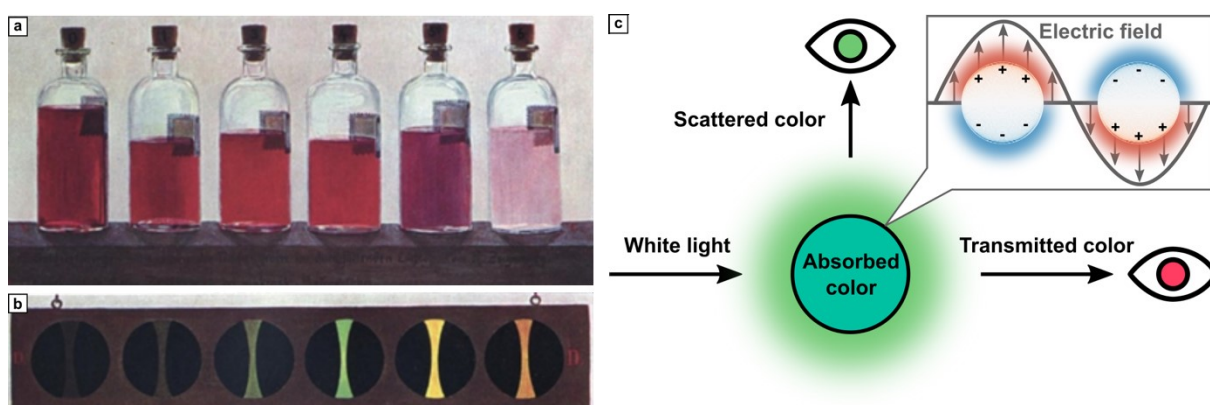 a
b
D
D
c
Scattered color
White light
Absorbed
color
Transmitted color
Electric field
+ + +
- - -
- - -
+ + +